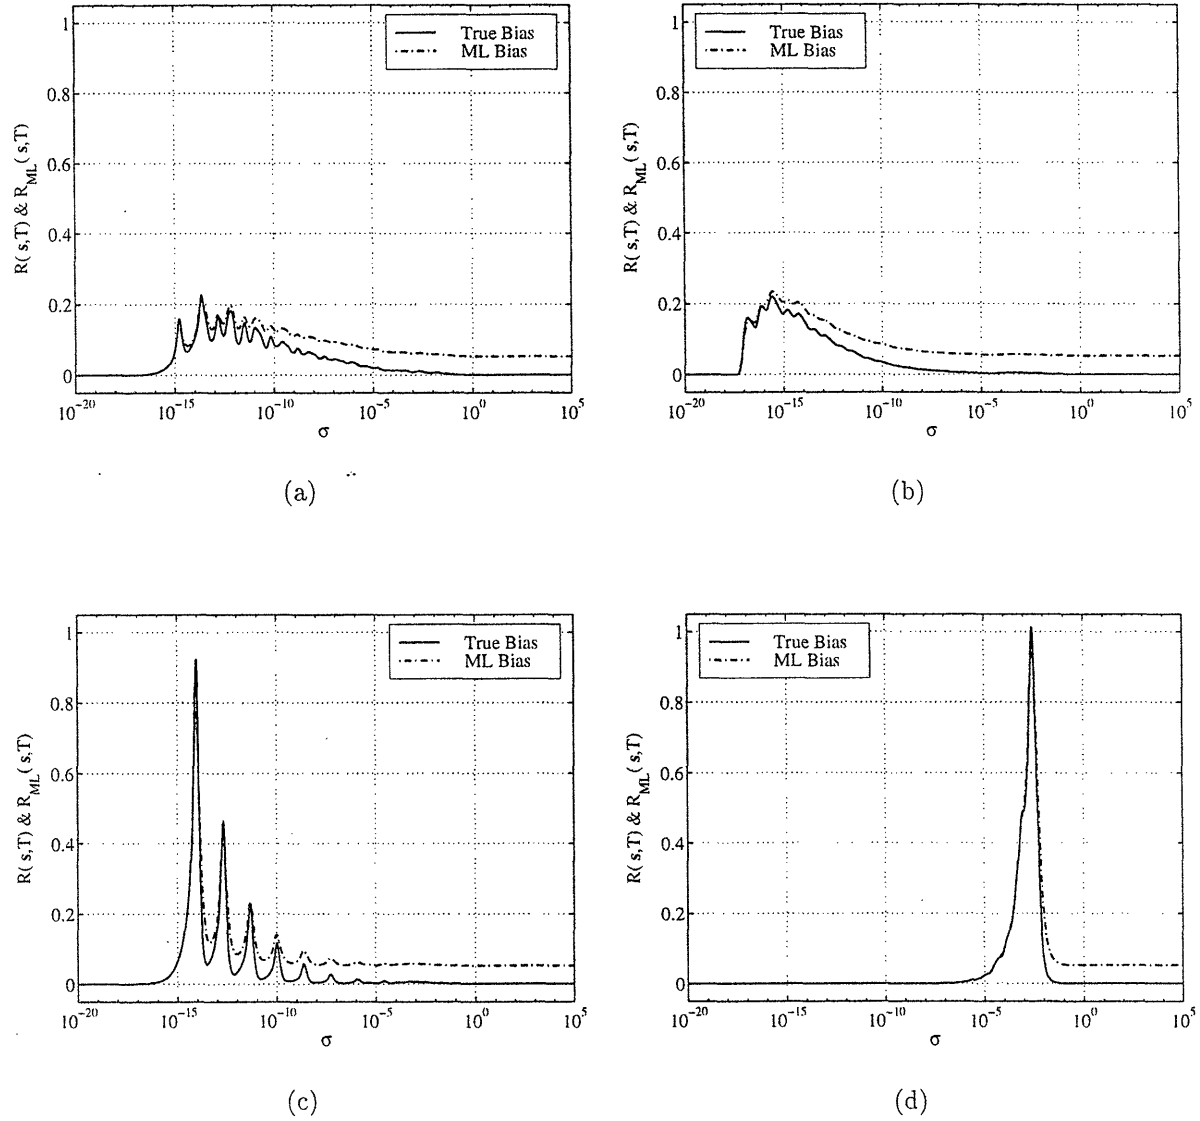 True Bias
ML Bias
R( s,T) & R_ML( s,T)
1
0.8
0.6
0.4
0.2
0
10^-20 10^-15 10^-10 10^-5 10^0 10^5
σ
(a)
True Bias
ML Bias
R( s,T) & R_ML( s,T)
1
0.8
0.6
0.4
0.2
0
10^-20 10^-15 10^-10 10^-5 10^0 10^5
σ
(b)
True Bias
ML Bias
R( s,T) & R_ML( s,T)
1
0.8
0.6
0.4
0.2
0
10^-20 10^-15 10^-10 10^-5 10^0 10^5
σ
(c)
True Bias
ML Bias
R( s,T) & R_ML( s,T)
1
0.8
0.6
0.4
0.2
0
10^-20 10^-15 10^-10 10^-5 10^0 10^5
σ
(d)